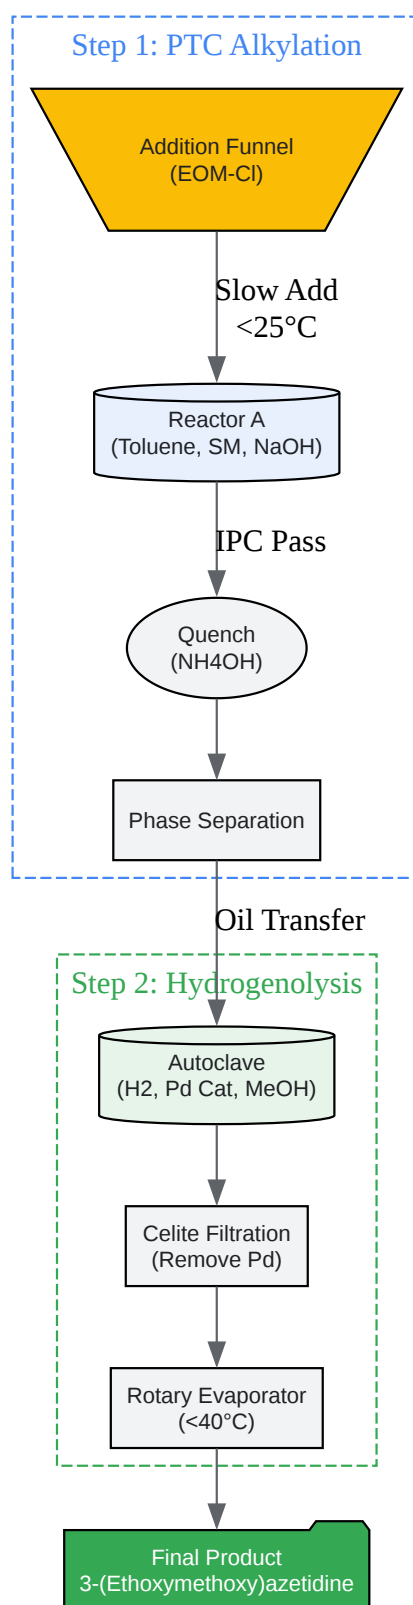 Step 1: PTC Alkylation
Addition Funnel
(EOM-Cl)
Slow Add
<25°C
Reactor A
(Toluene, SM, NaOH)
IPC Pass
Quench
(NH4OH)
Phase Separation
Oil Transfer
Step 2: Hydrogenolysis
Autoclave
(H2, Pd Cat, MeOH)
Celite Filtration
(Remove Pd)
Rotary Evaporator
(<40°C)
Final Product
3-(Ethoxymethoxy)azetidine